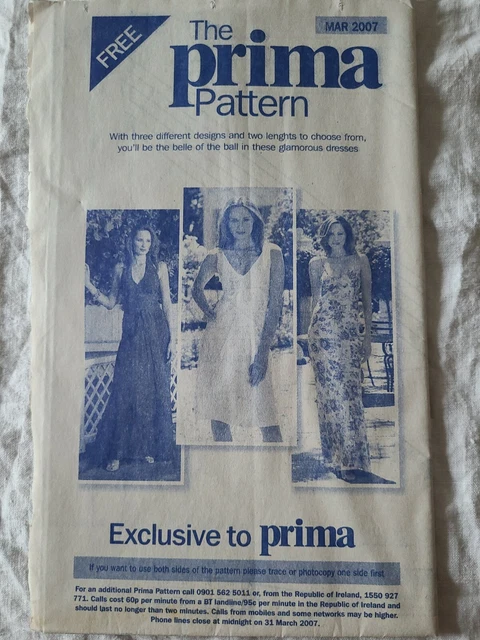 FREE
MAR 2007
The
prima
Pattern
With three different designs and two lenghts to choose from,
you'll be the belle of the ball in these glamorous dresses
Exclusive to prima
If you want to use both sides of the pattern please trace or photocopy one side first
For an additional Prima Pattern call 0901 562 5011 or, from the Republic of Ireland, 1550 927
771. Calls cost 60p per minute from a BT landline/95c per minute in the Republic of Ireland and
should last no longer than two minutes. Calls from mobiles and some networks may be higher.
Phone lines close at midnight on 31 March 2007.